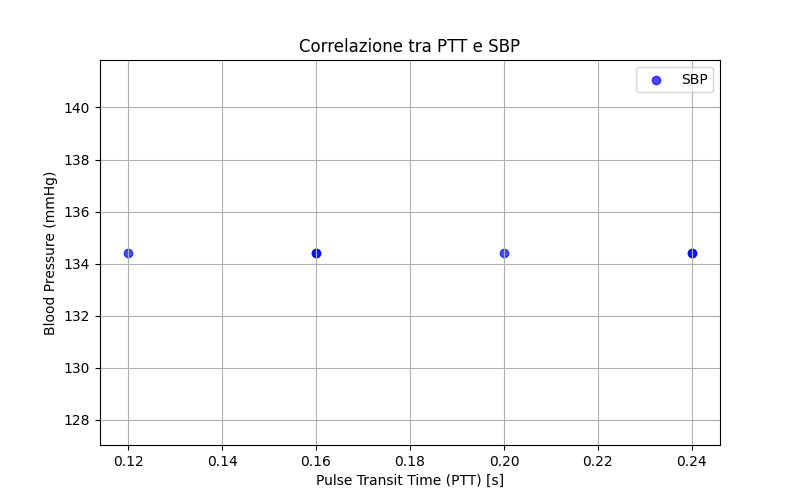 Correlazione tra PTT e SBP
SBP
140
138
136
134
132
130
128
Blood Pressure (mmHg)
0.12 0.14 0.16 0.18 0.20 0.22 0.24
Pulse Transit Time (PTT) [s]